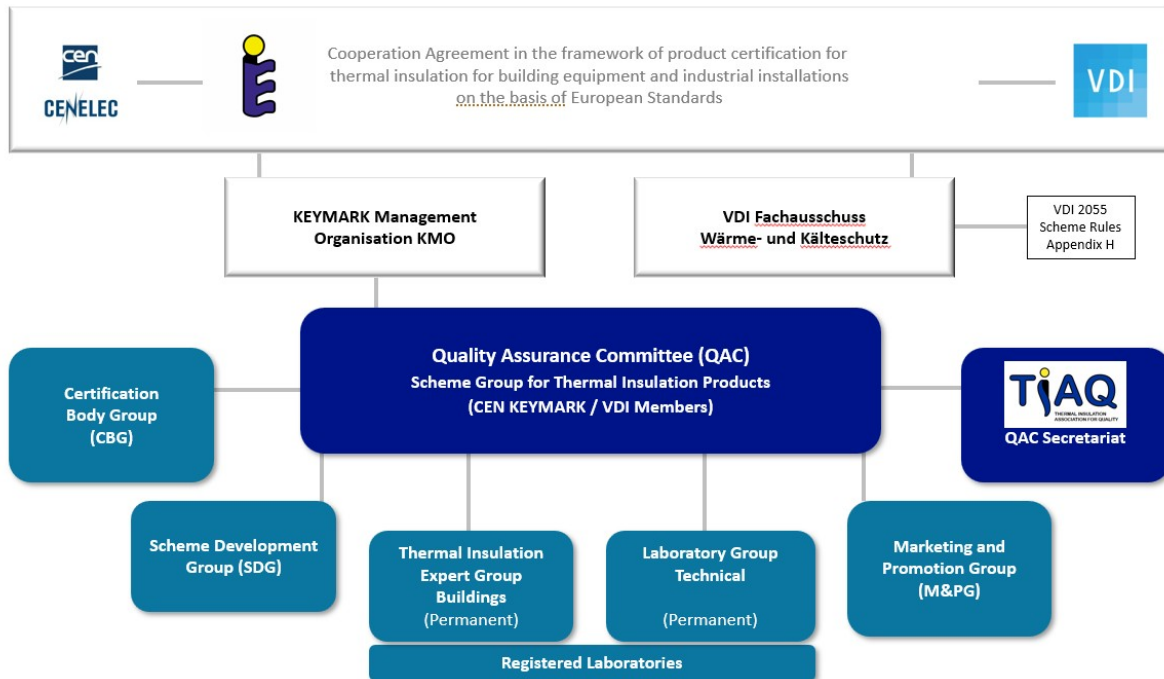 cen
CENELEC
Cooperation Agreement in the framework of product certification for
thermal insulation for building equipment and industrial installations
on the basis of European Standards
VDI
KEYMARK Management
Organisation KMO
VDI Fachausschuss
Wärme- und Kälteschutz
VDI 2055
Scheme Rules
Appendix H
Quality Assurance Committee (QAC)
Scheme Group for Thermal Insulation Products
(CEN KEYMARK / VDI Members)
Certification
Body Group
(CBG)
TIAQ
THERMAL INSULATION
ASSOCIATION FOR QUALITY
QAC Secretariat
Scheme Development
Group (SDG)
Thermal Insulation
Expert Group
Buildings
(Permanent)
Laboratory Group
Technical
(Permanent)
Marketing and
Promotion Group
(M&PG)
Registered Laboratories